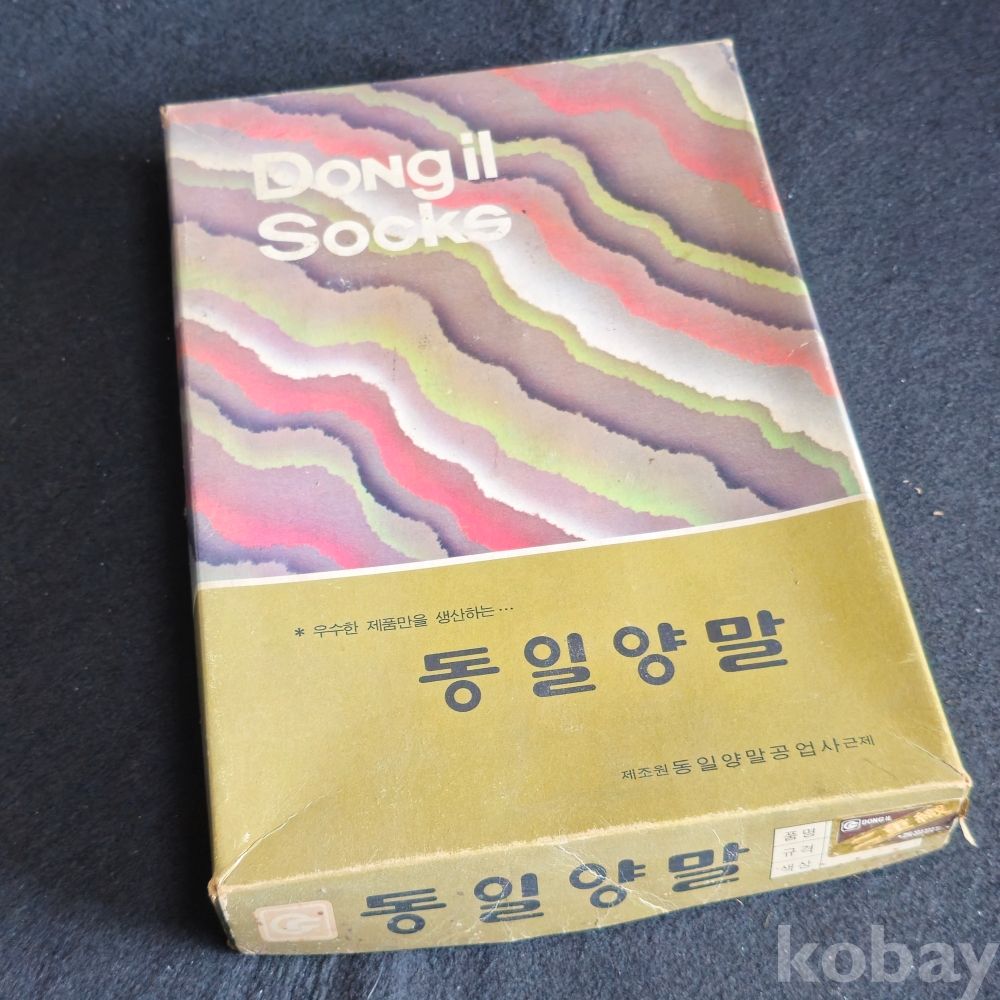 Dong il
Socks
* 우수한 제품만을 생산하는…
동일양말
제조원 동일양말공업사 근제
동일양말
품명
규격
색상
DONG IL
kobay